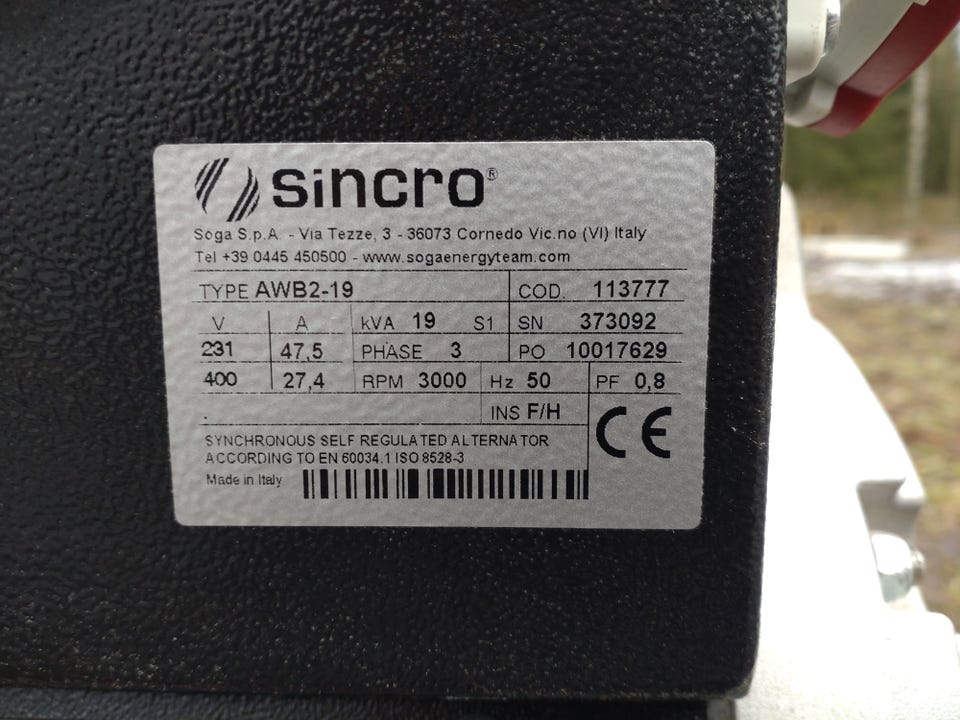 sincro®
Soga S.p.A. - Via Tezze, 3 - 36073 Cornedo Vic.no (VI) Italy
Tel +39 0445 450500 - www.sogaenergyteam.com
TYPE AWB2-19 COD. 113777
V A kVA 19 S1 SN 373092
231 47,5 PHASE 3 PO 10017629
400 27,4 RPM 3000 Hz 50 PF 0,8
. INS F/H CE
SYNCHRONOUS SELF REGULATED ALTERNATOR
ACCORDING TO EN 60034.1 ISO 8528-3
Made in Italy